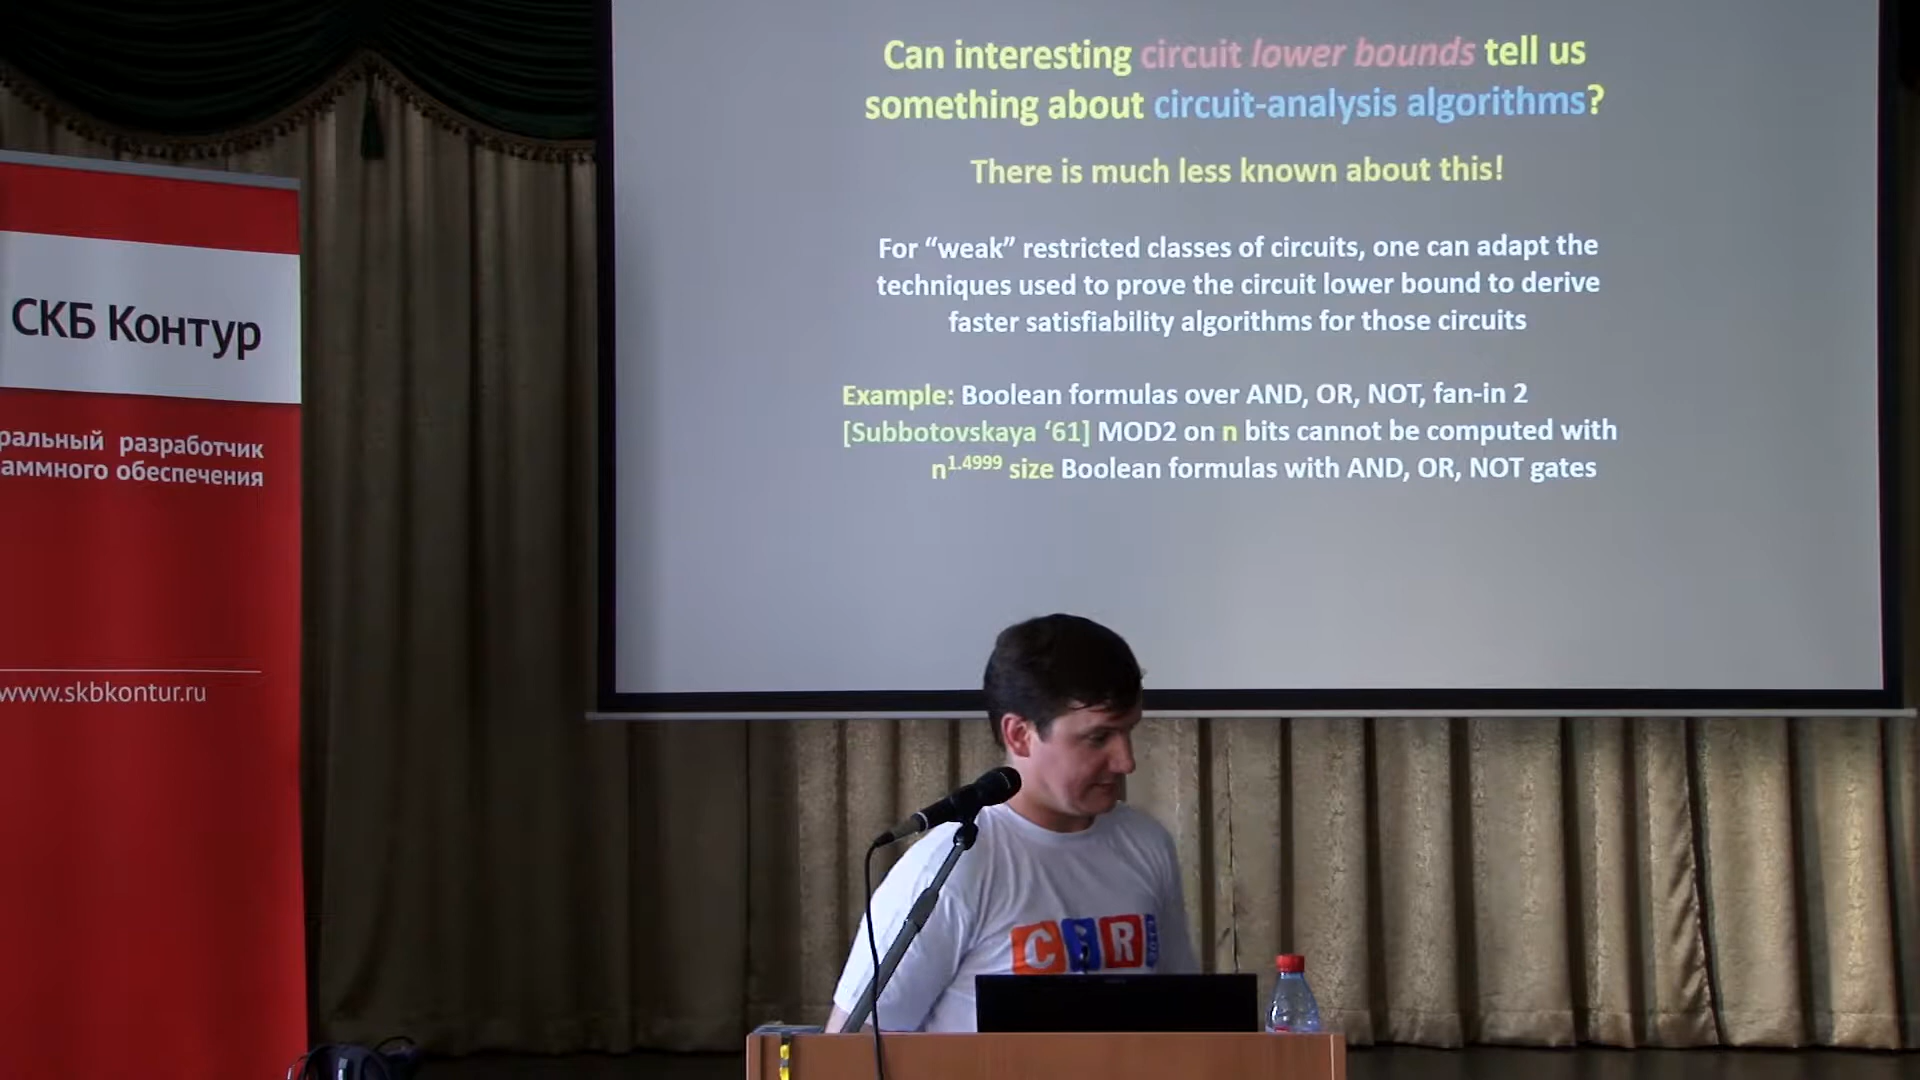 Can interesting circuit lower bounds tell us
something about circuit-analysis algorithms?
There is much less known about this!
For “weak” restricted classes of circuits, one can adapt the
techniques used to prove the circuit lower bound to derive
faster satisfiability algorithms for those circuits
Example: Boolean formulas over AND, OR, NOT, fan-in 2
[Subbotovskaya ‘61] MOD2 on n bits cannot be computed with
n^1.4999 size Boolean formulas with AND, OR, NOT gates
СКБ Контур
ральный разработчик
аммного обеспечения
www.skbkontur.ru